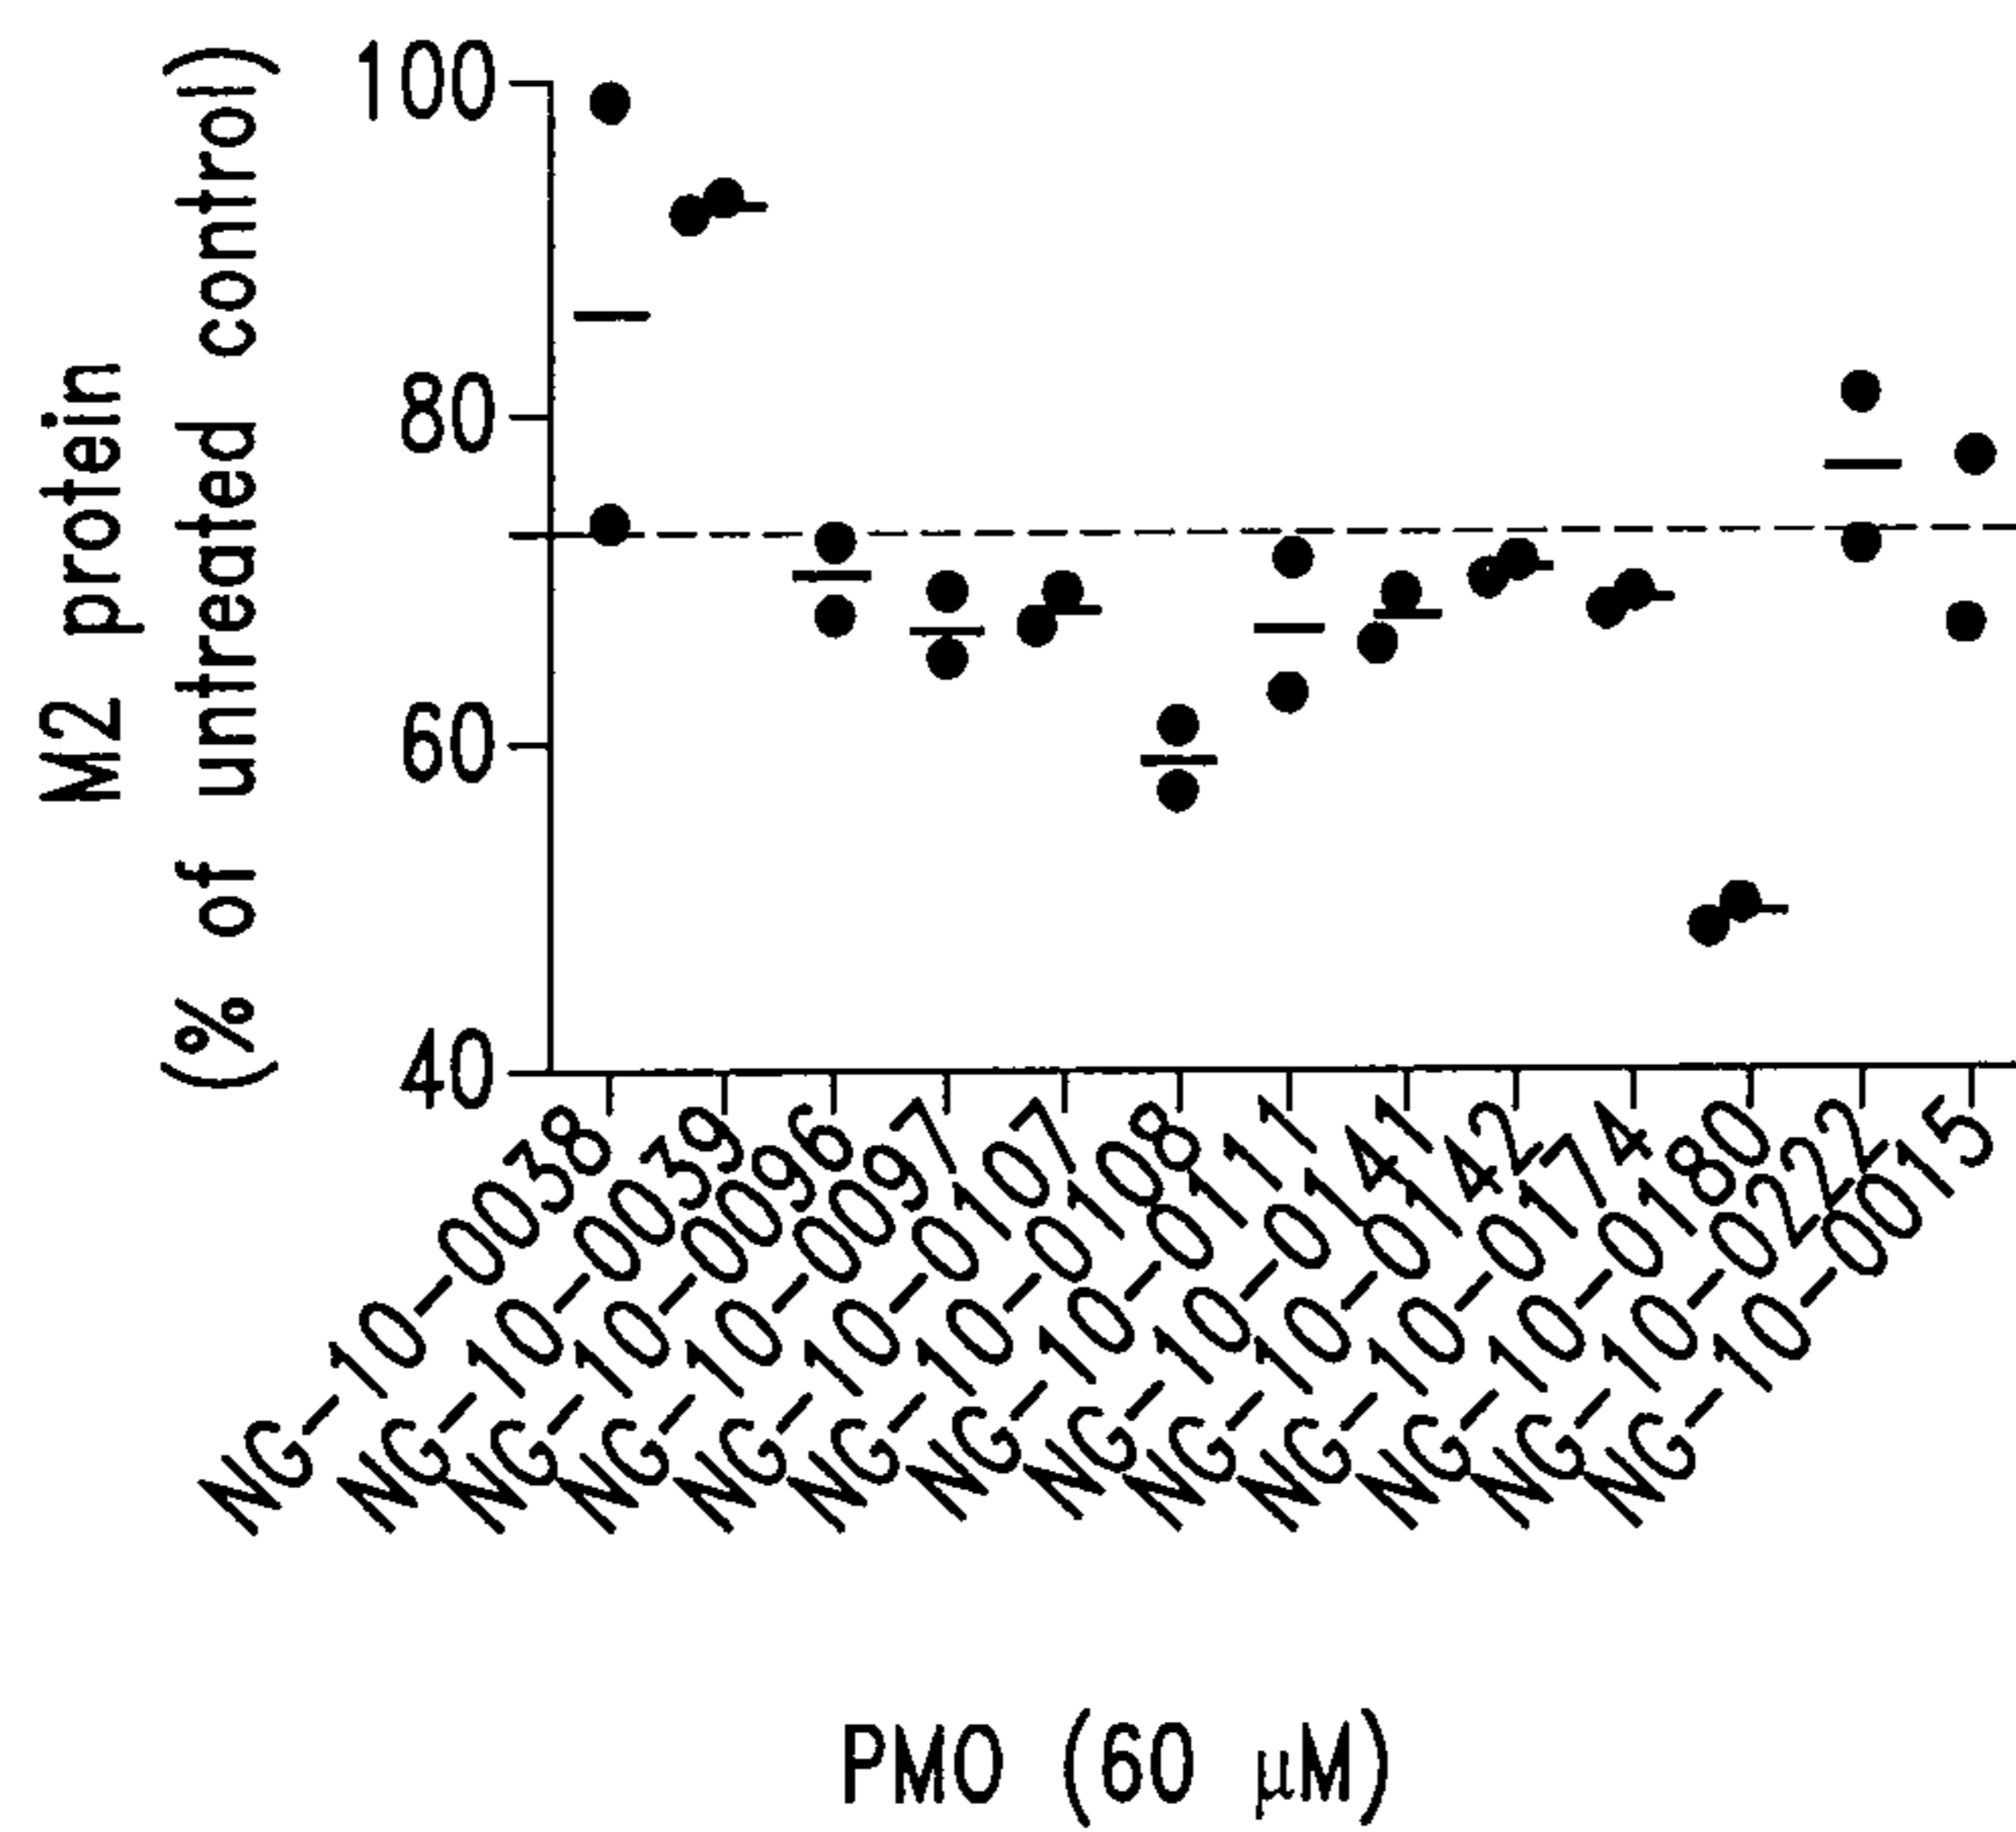 M2 protein
(% of untreated control)
100
80
60
40
NG-10-0038
NG-10-0039
NG-10-0096
NG-10-0097
NG-10-0107
NG-10-0108
NG-10-0111
NG-10-0141
NG-10-0142
NG-10-0174
NG-10-0180
NG-10-0222
NG-10-0015
PMO (60 μM)